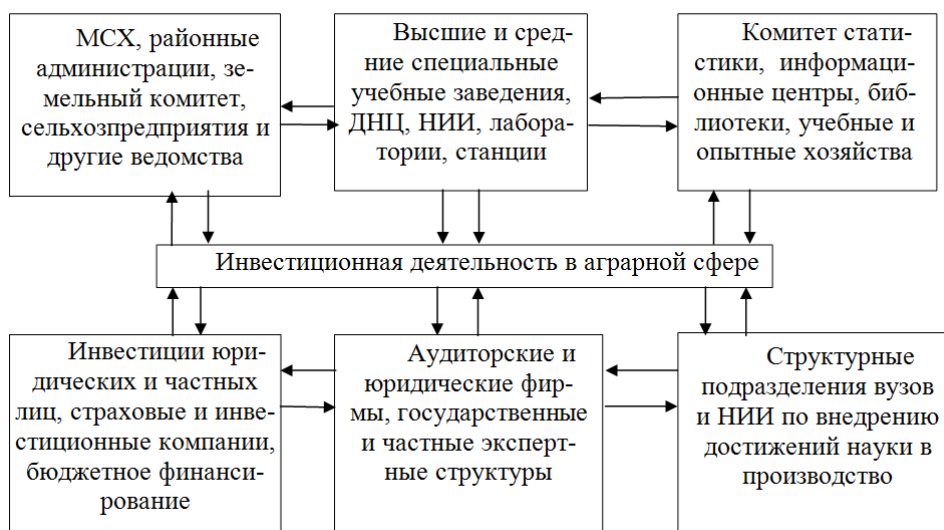 МСХ, районные
администрации, зе-
мельный комитет,
сельхозпредприятия и
другие ведомства
Высшие и сред-
ние специальные
учебные заведения,
ДНЦ, НИИ, лабора-
тории, станции
Комитет стати-
стики, информаци-
онные центры, биб-
лиотеки, учебные и
опытные хозяйства
Инвестиционная деятельность в аграрной сфере
Инвестиции юри-
дических и частных
лиц, страховые и инве-
стиционные компании,
бюджетное финанси-
рование
Аудиторские и
юридические фир-
мы, государственные
и частные эксперт-
ные структуры
Структурные
подразделения вузов
и НИИ по внедрению
достижений науки в
производство